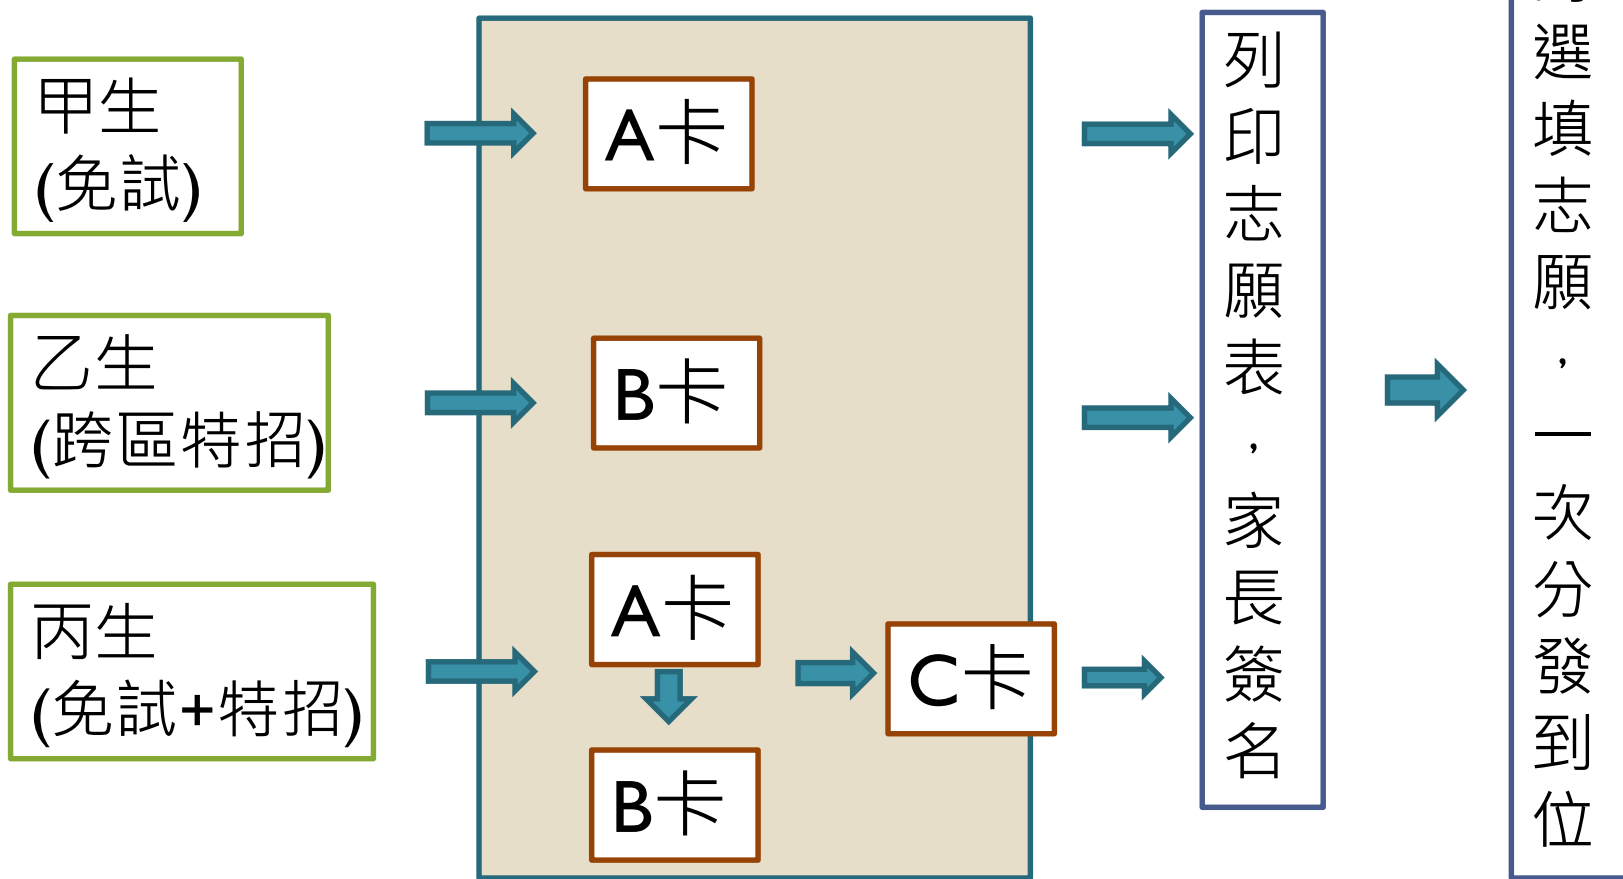 甲生
(免試)
A卡
乙生
(跨區特招)
B卡
丙生
(免試+特招)
A卡
B卡
C卡
列印志願表，家長簽名
選填志願，一次分發到位